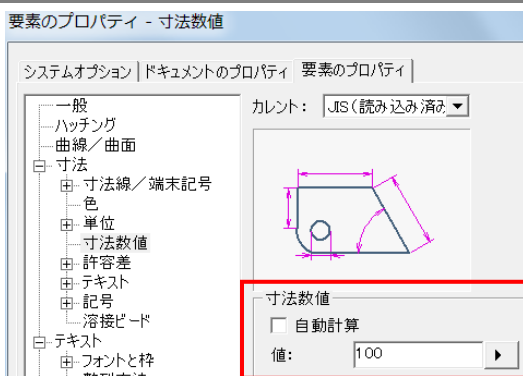 要素のプロパティ - 寸法数値
システムオプション
ドキュメントのプロパティ
要素のプロパティ
一般
ハッチング
曲線／曲面
寸法
寸法線／端末記号
色
単位
寸法数値
許容差
テキスト
記号
溶接ビード
テキスト
フォントと枠
カレント：
JIS(読み込み済み
寸法数値
自動計算
値：
100